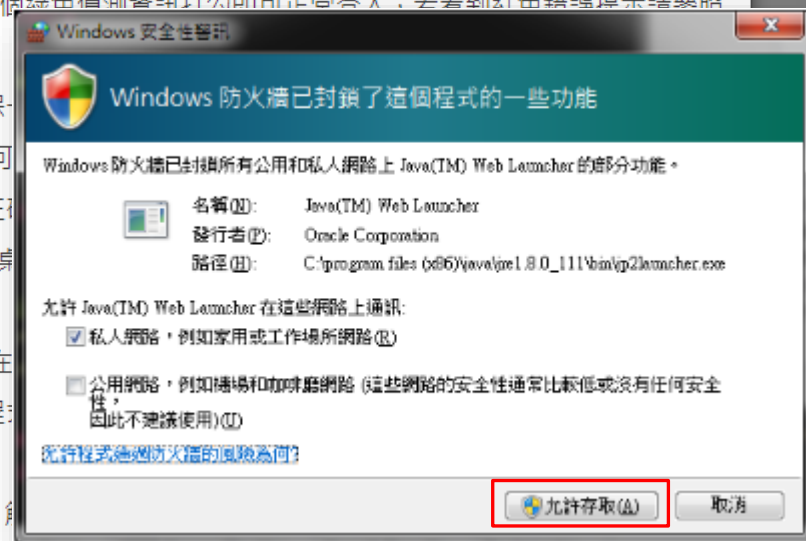 Windows 安全性警訊
Windows 防火牆已封鎖了這個程式的一些功能
Windows 防火牆已封鎖所有公用和私人網路上 Java(TM) Web Launcher 的部分功能。
名稱(N): Java(TM) Web Launcher
發行者(P): Oracle Corporation
路徑(H): C:\program files (x86)\java\jre1.8.0_111\bin\jp2launcher.exe
允許 Java(TM) Web Launcher 在這些網路上通訊:
私人網路，例如家用或工作場所網路(R)
公用網路，例如機場和咖啡廳網路 (這些網路的安全性通常比較低或沒有任何安全
性，
因此不建議使用)(U)
允許程式通過防火牆的風險為何?
允許存取(A) 取消